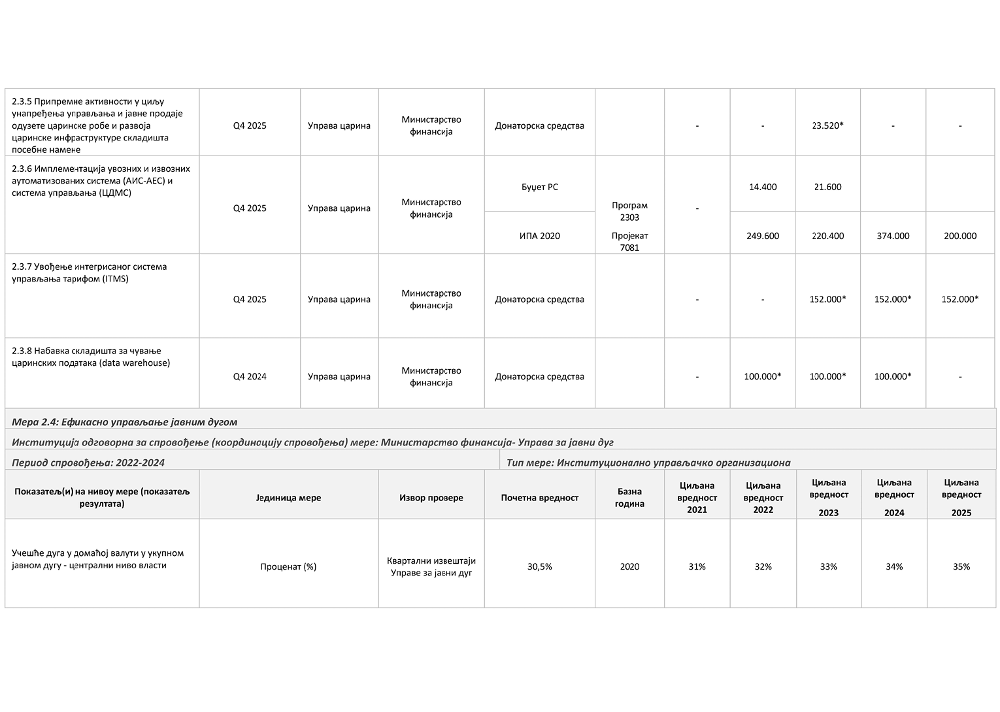 2.3.5 Припремне активности у циљу
унапређења управљања и јавне продаје
одузете царинске робе и развоја
царинске инфраструктуре складишта
посебне намене
Q4 2025
Управа царина
Министарство
финансија
Донаторска средства
-
-
23.520*
-
-
2.3.6 Имплементација увозних и извозних
аутоматизованих система (АИС-АЕС) и
система управљања (ЦДМС)
Q4 2025
Управа царина
Министарство
финансија
Буџет РС
Програм
2303
Пројекат
7081
-
14.400
21.600
ИПА 2020
249.600
220.400
374.000
200.000
2.3.7 Увођење интегрисаног система
управљања тарифом (ITMS)
Q4 2025
Управа царина
Министарство
финансија
Донаторска средства
-
-
152.000*
152.000*
152.000*
2.3.8 Набавка складишта за чување
царинских података (data warehouse)
Q4 2024
Управа царина
Министарство
финансија
Донаторска средства
-
100.000*
100.000*
100.000*
-
Мера 2.4: Ефикасно управљање јавним дугом
Институција одговорна за спровођење (координацију спровођења) мере: Министарство финансија- Управа за јавни дуг
Период спровођења: 2022-2024
Тип мере: Институционално управљачко организациона
Показатељ(и) на нивоу мере (показатељ
резултата)
Јединица мере
Извор провере
Почетна вредност
Базна
година
Циљана
вредност
2021
Циљана
вредност
2022
Циљана
вредност
2023
Циљана
вредност
2024
Циљана
вредност
2025
Учешће дуга у домаћој валути у укупном
јавном дугу - централни ниво власти
Проценат (%)
Квартални извештаји
Управе за јавни дуг
30,5%
2020
31%
32%
33%
34%
35%